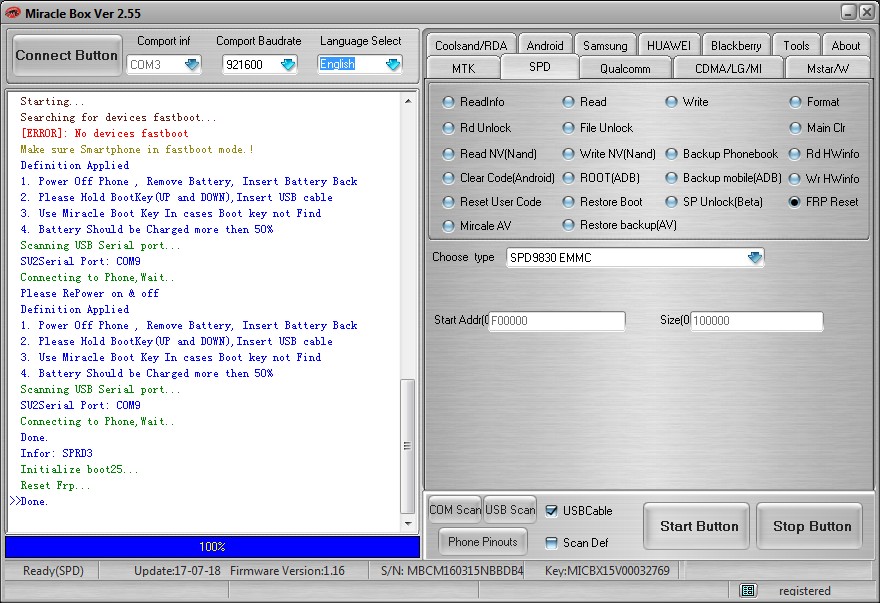 Miracle Box Ver 2.55
Connect Button
Comport inf
Comport Baudrate
Language Select
COM3
921600
English
Starting...
Searching for devices fastboot...
[ERROR]: No devices fastboot
Make sure Smartphone in fastboot mode.!
Definition Applied
1. Power Off Phone , Remove Battery, Insert Battery Back
2. Please Hold BootKey(UP and DOWN),Insert USB cable
3. Use Miracle Boot Key In cases Boot key not Find
4. Battery Should be Charged more then 50%
Scanning USB Serial port...
SU2Serial Port: COM9
Connecting to Phone,Wait..
Please RePower on & off
Definition Applied
1. Power Off Phone , Remove Battery, Insert Battery Back
2. Please Hold BootKey(UP and DOWN),Insert USB cable
3. Use Miracle Boot Key In cases Boot key not Find
4. Battery Should be Charged more then 50%
Scanning USB Serial port...
SU2Serial Port: COM9
Connecting to Phone,Wait..
Done.
Infor: SPRD3
Initialize boot25...
Reset Frp...
>>Done.
100%
Coolsand/RDA Android Samsung HUAWEI Blackberry Tools About
MTK SPD Qualcomm CDMA/LG/MI Mstar/W
ReadInfo Read Write Format
Rd Unlock File Unlock Main Clr
Read NV(Nand) Write NV(Nand) Backup Phonebook Rd HWinfo
Clear Code(Android) ROOT(ADB) Backup mobile(ADB) Wr HWinfo
Reset User Code Restore Boot SP Unlock(Beta) FRP Reset
Mircale AV Restore backup(AV)
Choose type SPD9830 EMMC
Start Addr(0 F00000 Size(0 100000
COM Scan USB Scan USBCable
Phone Pinouts Scan Def
Start Button Stop Button
Ready(SPD) Update:17-07-18 Firmware Version:1.16 S/N: MBCM160315NBBDB4 Key:MICBX15V00032769
registered